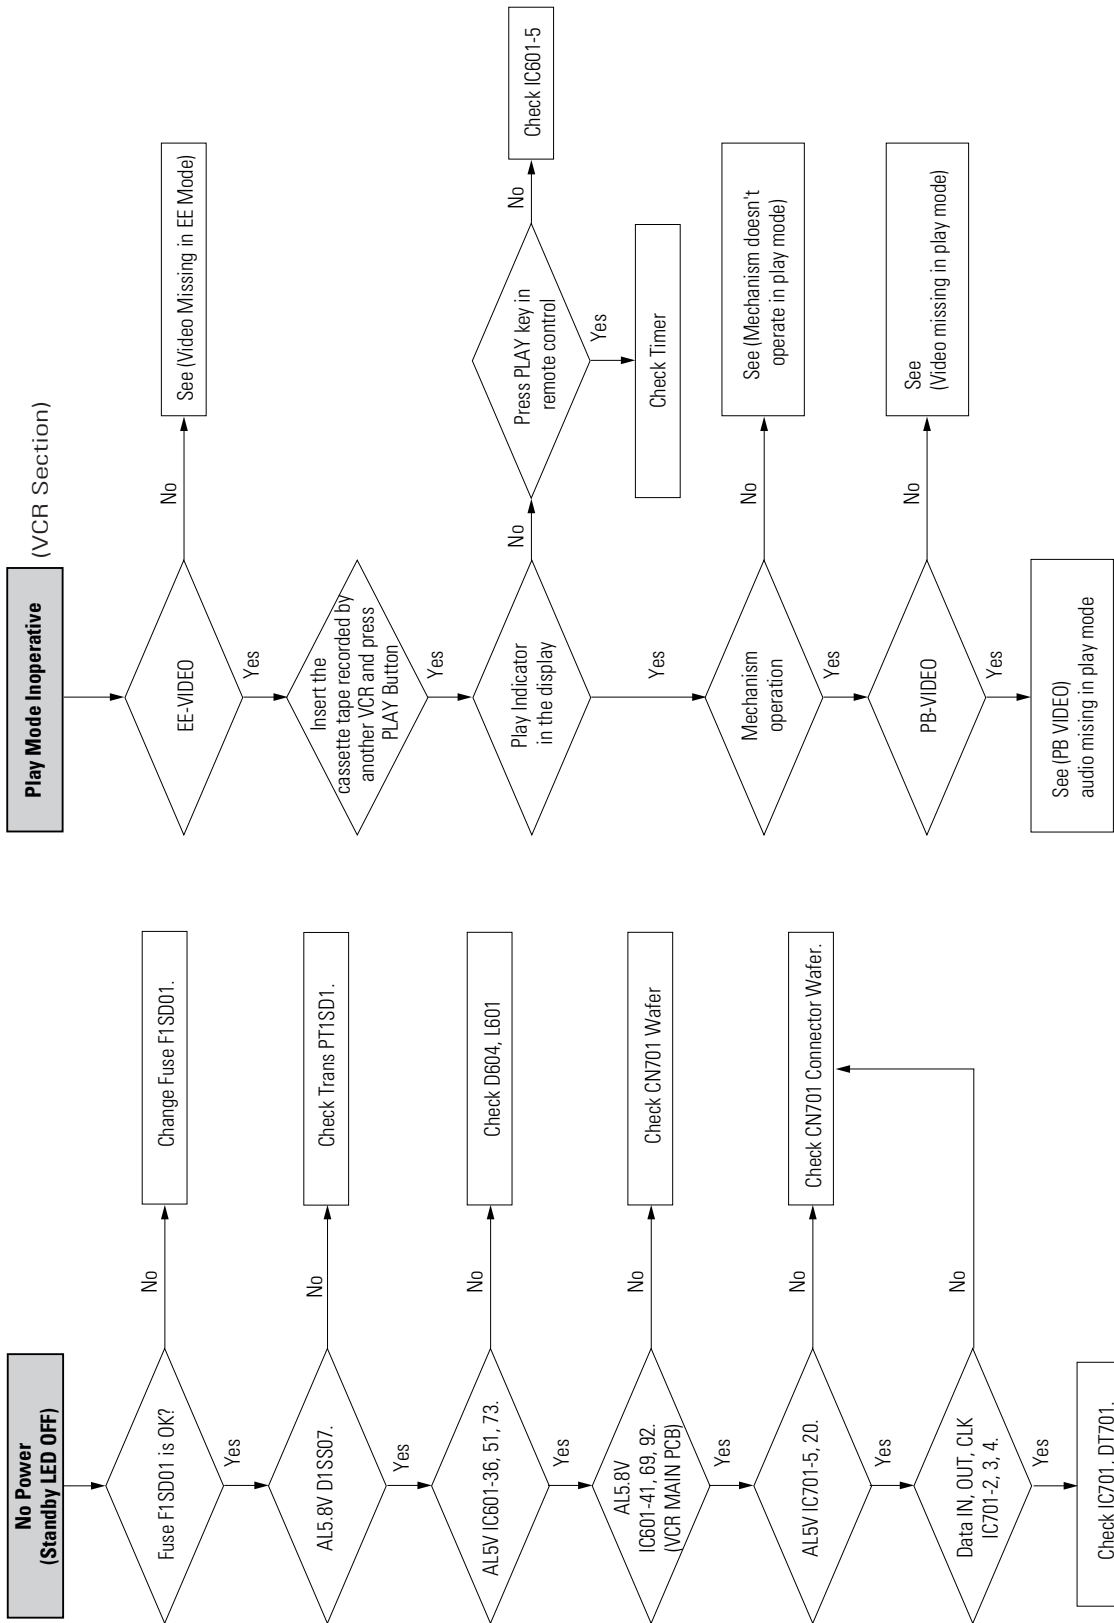 (VCR Section)
No Power
(Standby LED OFF)
Fuse F1SD01 is OK?
No
Change Fuse F1SD01.
Yes
AL5.8V D1SS07.
No
Check Trans PT1SD1.
Yes
AL5V IC601-36, 51, 73.
No
Check D604, L601
Yes
AL5.8V
IC601-41, 69, 92.
(VCR MAIN PCB)
No
Check CN701 Wafer
Yes
AL5V IC701-5, 20.
No
Check CN701 Connector Wafer.
Yes
Data IN, OUT, CLK
IC701-2, 3, 4.
No
Yes
Check IC701, DT701.
Play Mode Inoperative
EE-VIDEO
No
See (Video Missing in EE Mode)
Yes
Insert the
cassette tape recorded by
another VCR and press
PLAY Button
Yes
Play Indicator
in the display
No
Press PLAY key in
remote control
No
Check IC601-5
Yes
Check Timer
Yes
Mechanism
operation
No
See (Mechanism doesn't
operate in play mode)
Yes
PB-VIDEO
No
See
(Video missing in play mode)
Yes
See (PB VIDEO)
audio mising in play mode